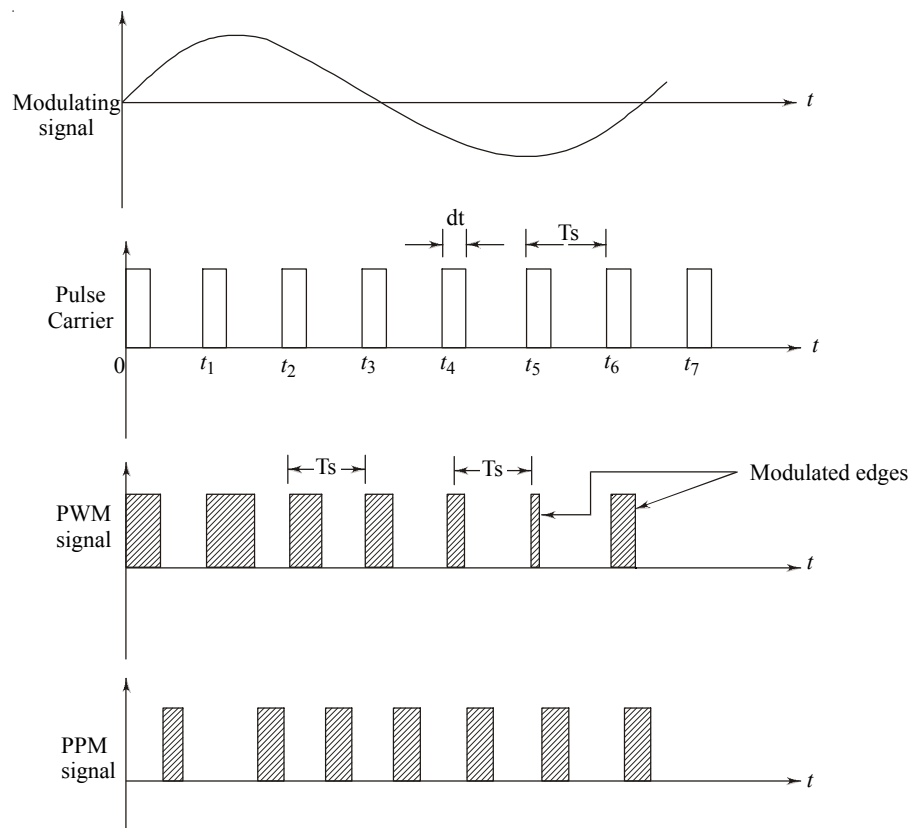 Modulating
signal
t
dt
Ts
Pulse
Carrier
t
0
t1
t2
t3
t4
t5
t6
t7
Ts
Ts
Modulated edges
PWM
signal
t
PPM
signal
t